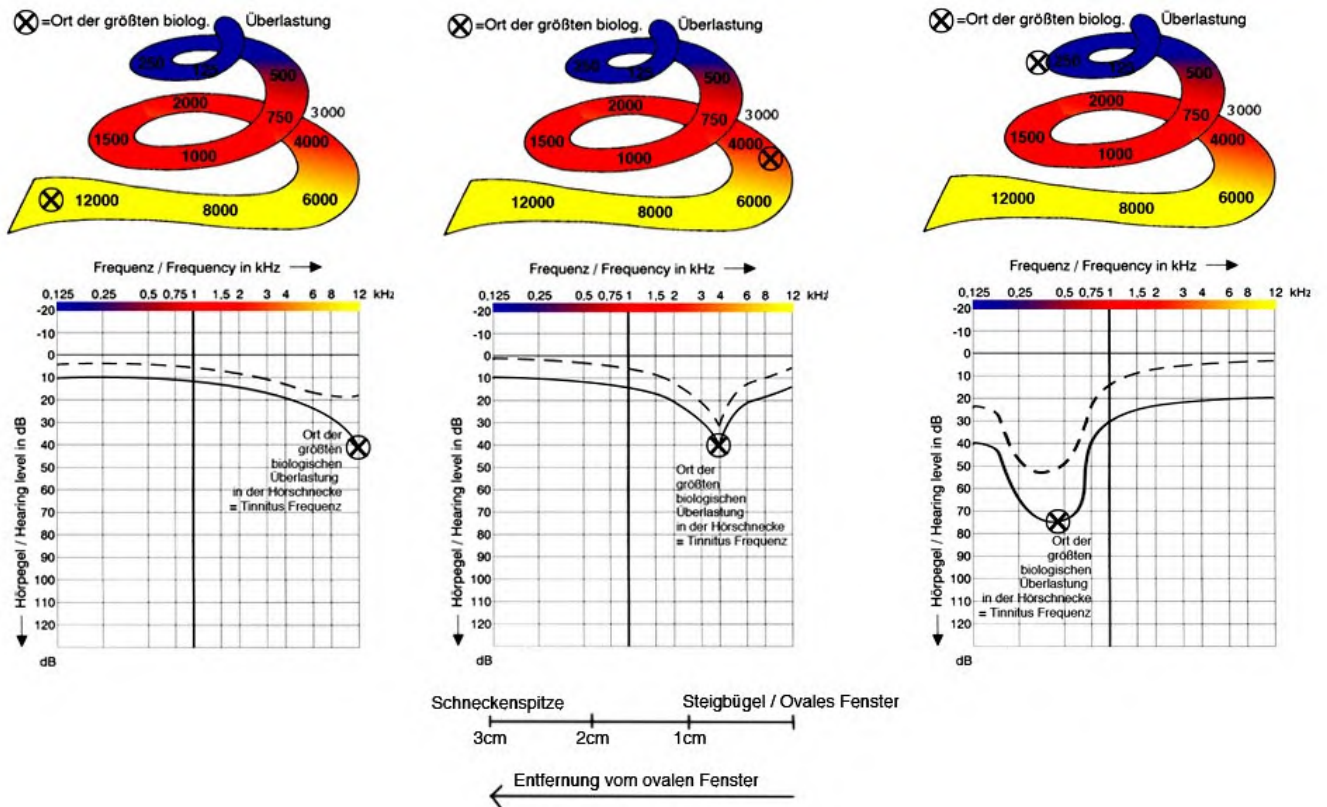 =Ort der größten biolog. Überlastung
250 125 500
2000 750 3000
1500 1000 4000
12000 8000 6000
Frequenz / Frequency in kHz
0,125 0,25 0,5 0,75 1 1,5 2 3 4 6 8 12 kHz
-20
-10
0
10
20
30
40
50
60
70
80
90
100
110
120
dB
Hörpegel / Hearing level in dB
Ort der
größten
biologischen
Überlastung
in der Hörschnecke
= Tinnitus Frequenz
=Ort der größten biolog. Überlastung
250 125 500
2000 750 3000
1500 1000 4000
12000 8000 6000
Frequenz / Frequency in kHz
0,125 0,25 0,5 0,75 1 1,5 2 3 4 6 8 12 kHz
-20
-10
0
10
20
30
40
50
60
70
80
90
100
110
120
dB
Hörpegel / Hearing level in dB
Ort der
größten
biologischen
Überlastung
in der Hörschnecke
= Tinnitus Frequenz
=Ort der größten biolog. Überlastung
250 125 500
2000 750 3000
1500 1000 4000
12000 8000 6000
Frequenz / Frequency in kHz
0,125 0,25 0,5 0,75 1 1,5 2 3 4 6 8 12 kHz
-20
-10
0
10
20
30
40
50
60
70
80
90
100
110
120
dB
Hörpegel / Hearing level in dB
Ort der
größten
biologischen
Überlastung
in der Hörschnecke
= Tinnitus Frequenz
Schneckenspitze Steigbügel / Ovales Fenster
3cm 2cm 1cm
Entfernung vom ovalen Fenster